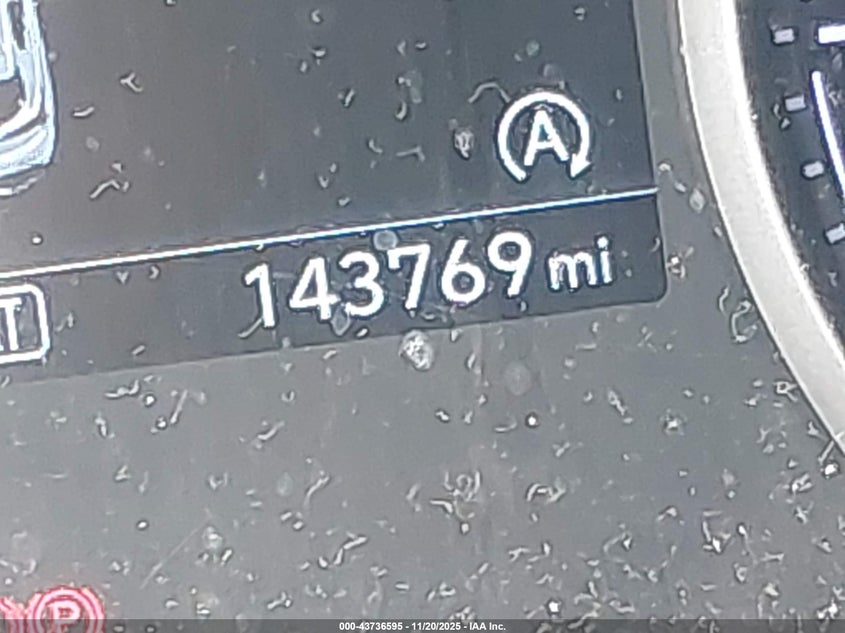 A
143769 mi
P
000-43736595 - 11/20/2025 - IAA Inc.